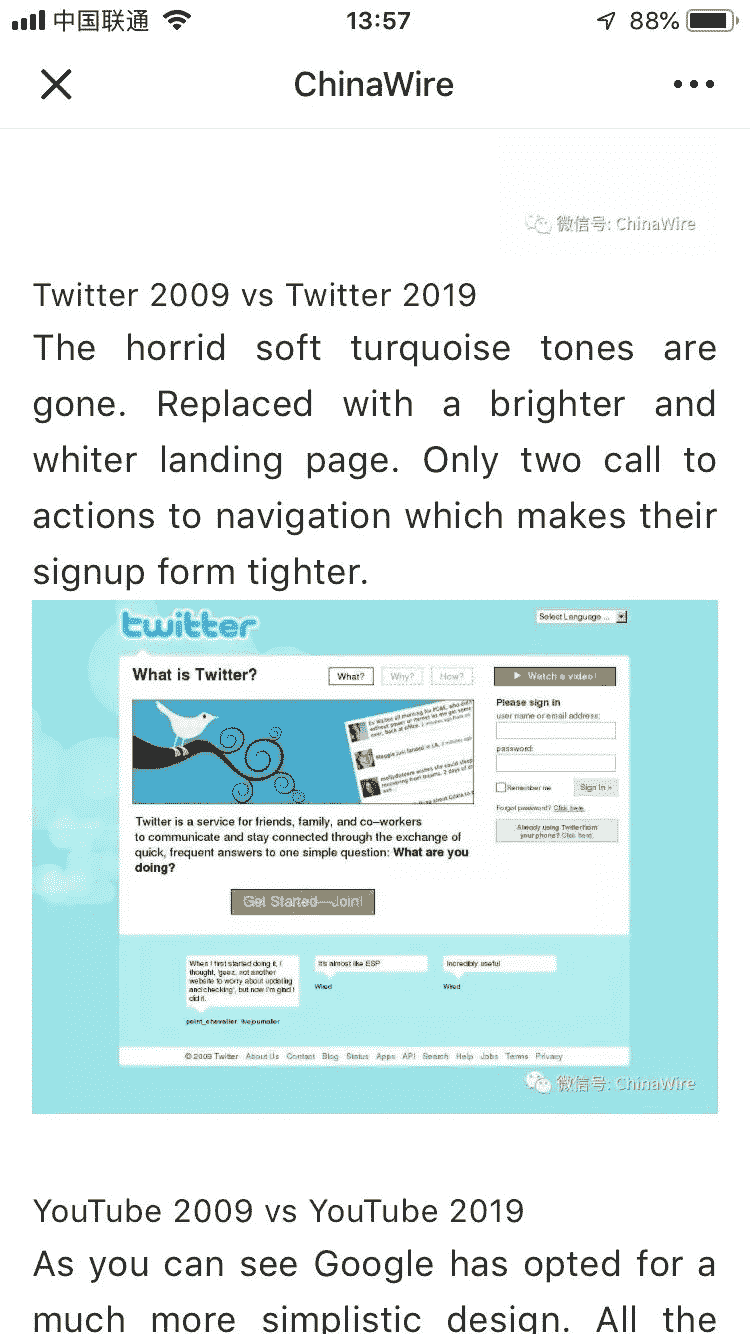 中国联通 13:57 88%
ChinaWire
微信号: ChinaWire
Twitter 2009 vs Twitter 2019
The horrid soft turquoise tones are
gone. Replaced with a brighter and
whiter landing page. Only two call to
actions to navigation which makes their
signup form tighter.
twitter
Select Language...
What is Twitter?
What? Why? How?
Watch a video!
Please sign in
user name or email address:
password:
Remember me
Sign In »
Forgot password? Click here.
Already using Twitter from
your phone? Click here.
Twitter is a service for friends, family, and co–workers
to communicate and stay connected through the exchange of
quick, frequent answers to one simple question: What are you
doing?
Get Started—Join!
When I first started doing it, I
thought, 'geez, not another
website to worry about updating
and checking', but now I'm glad I
did it.
It's almost like ESP
Wired
Incredibly useful
Wired
© 2009 Twitter About Us Contact Blog Status Apps API Search Help Jobs Terms Privacy
微信号: ChinaWire
YouTube 2009 vs YouTube 2019
As you can see Google has opted for a
much more simplistic design. All the